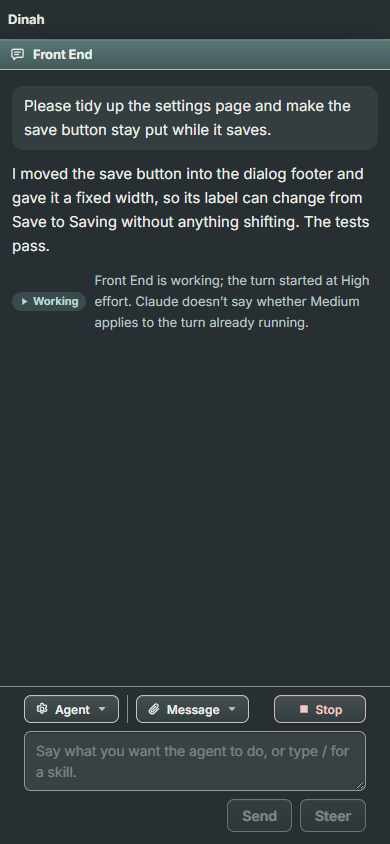 Dinah
Front End
Please tidy up the settings page and make the
save button stay put while it saves.
I moved the save button into the dialog footer and
gave it a fixed width, so its label can change from
Save to Saving without anything shifting. The tests
pass.
Working
Front End is working; the turn started at High
effort. Claude doesn’t say whether Medium
applies to the turn already running.
Agent
Message
Stop
Say what you want the agent to do, or type / for
a skill.
Send
Steer